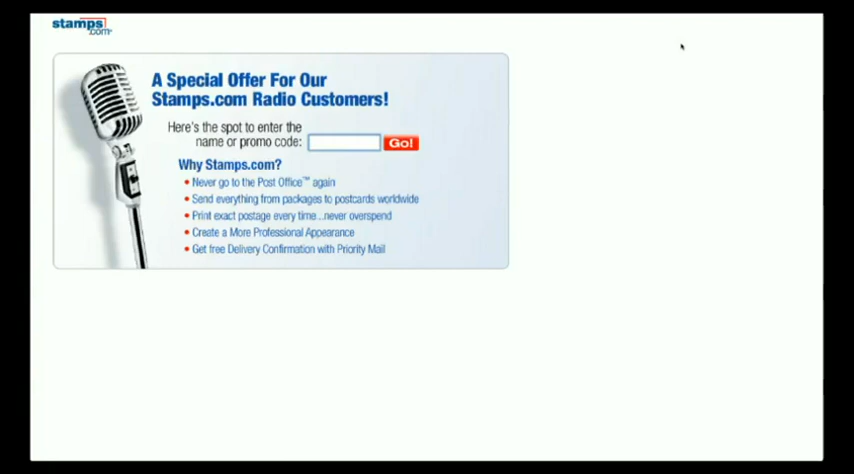 stamps
.com
A Special Offer For Our
Stamps.com Radio Customers!
Here's the spot to enter the
name or promo code:
Go!
Why Stamps.com?
• Never go to the Post Office™ again
• Send everything from packages to postcards worldwide
• Print exact postage every time...never overspend
• Create a More Professional Appearance
• Get free Delivery Confirmation with Priority Mail